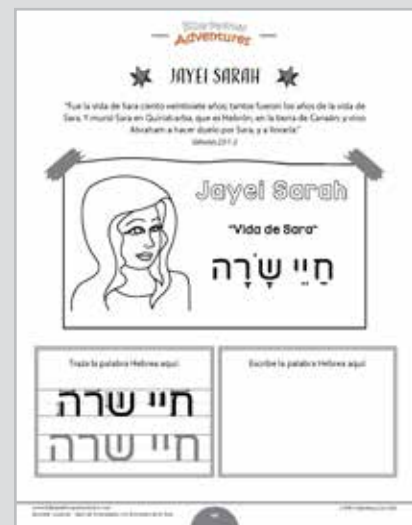 Bible Pathway
Adventures
JAYEI SARAH
"Fue la vida de Sara ciento veintisiete años; tantos fueron los años de la vida de
Sara. Y murió Sara en Quiriat-arba, que es Hebrón, en la tierra de Canaán; y vino
Abraham a hacer duelo por Sara, y a llorarla."
Génesis 23:1-2
Jayei Sarah
"Vida de Sara"
חַיֵּי שָׂרָה
Traza la palabra Hebrea aquí
Escribe la palabra Hebrea aquí
חיי שרה
חיי שרה